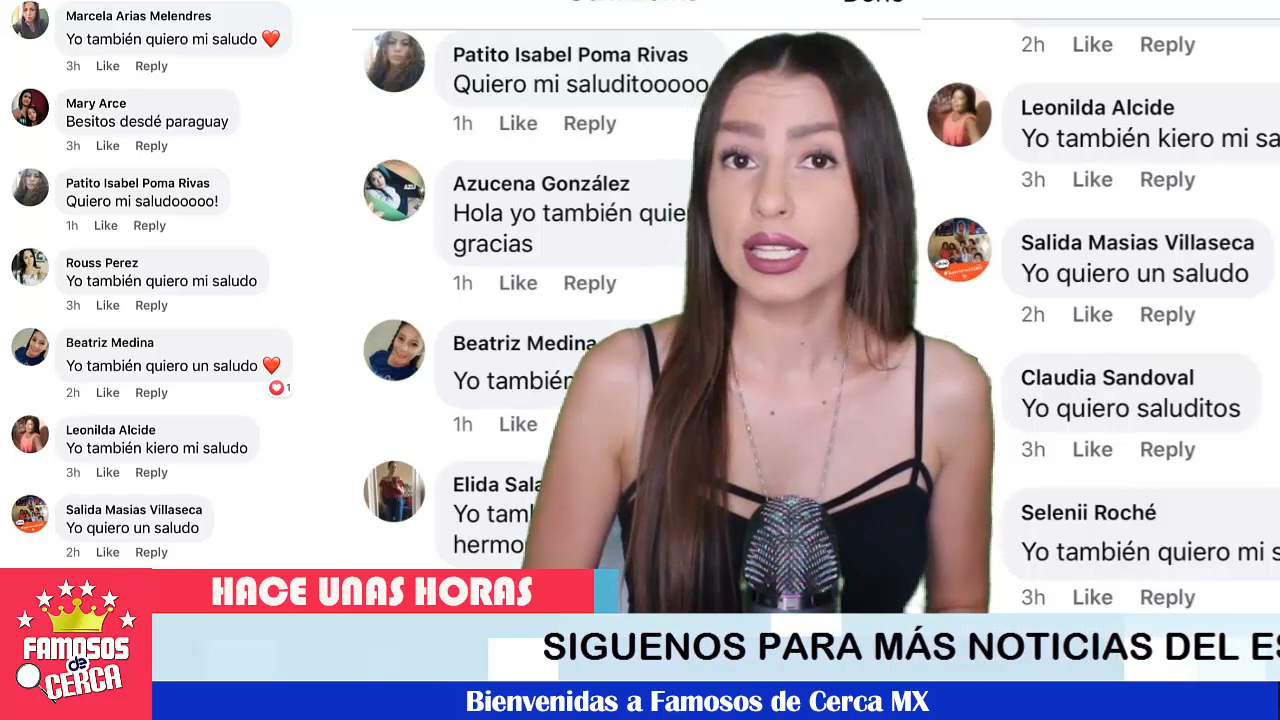 Marcela Arias Melendres
Yo también quiero mi saludo ❤️
3h Like Reply
Mary Arce
Besitos desdé paraguay
3h Like Reply
Patito Isabel Poma Rivas
Quiero mi saludooooo!
1h Like Reply
Rouss Perez
Yo también quiero mi saludo
3h Like Reply
Beatriz Medina
Yo también quiero un saludo ❤️
2h Like Reply
1
Leonilda Alcide
Yo también kiero mi saludo
3h Like Reply
Salida Masias Villaseca
Yo quiero un saludo
2h Like Reply
Patito Isabel Poma Rivas
Quiero mi saluditooooo
1h Like Reply
Azucena González
Hola yo también
gracias
1h Like Reply
Beatriz Medina
Yo también
1h Like
Elida
Yo
2h Like Reply
Leonilda Alcide
Yo también kiero mi
3h Like Reply
Salida Masias Villaseca
Yo quiero un saludo
2h Like Reply
Claudia Sandoval
Yo quiero saluditos
3h Like Reply
Selenii Roché
Yo también quiero mi
3h Like Reply
HACE UNAS HORAS
FAMOSOS
de
CERCA
SIGUENOS PARA MÁS NOTICIAS DEL
Bienvenidas a Famosos de Cerca MX